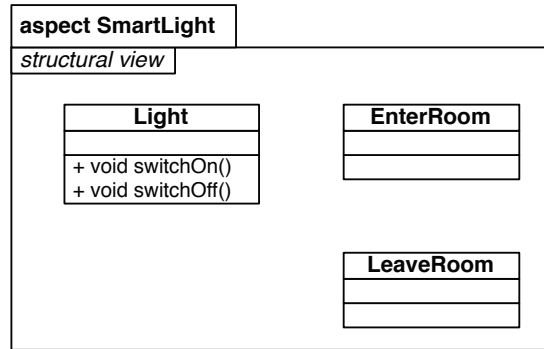 aspect SmartLight
structural view
Light
+ void switchOn()
+ void switchOff()
EnterRoom
LeaveRoom